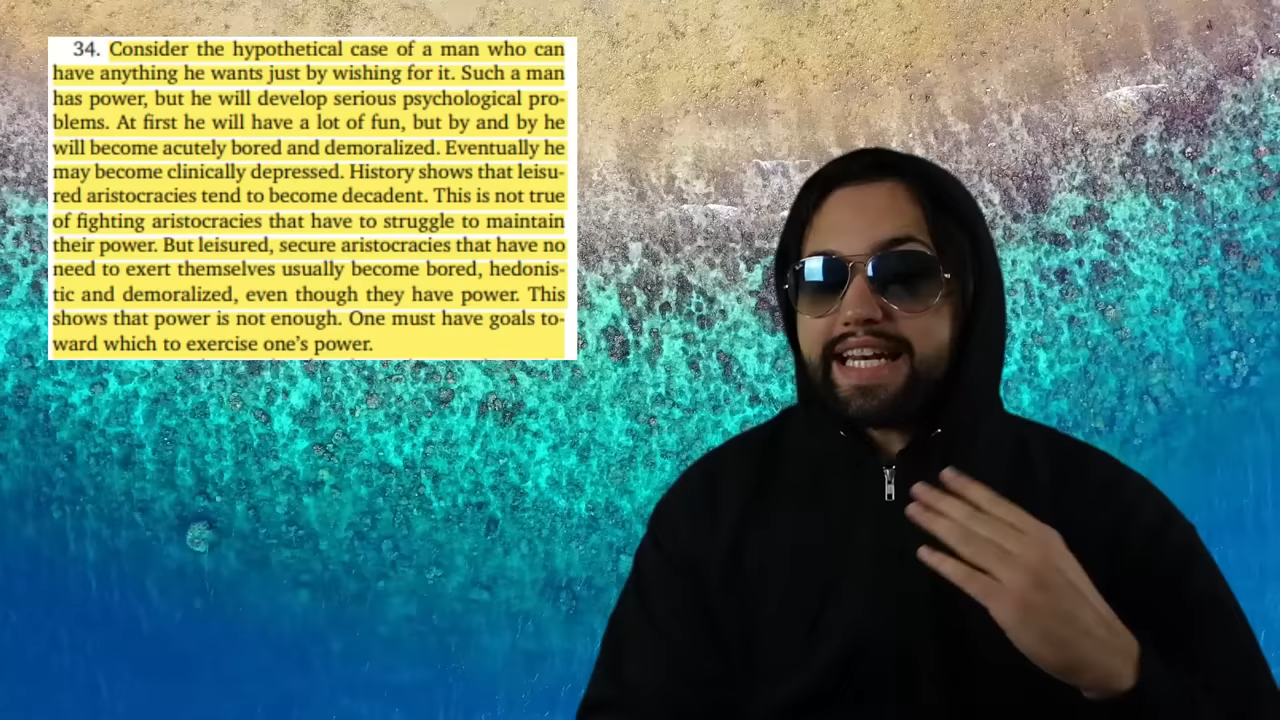 34. Consider the hypothetical case of a man who can
have anything he wants just by wishing for it. Such a man
has power, but he will develop serious psychological pro-
blems. At first he will have a lot of fun, but by and by he
will become acutely bored and demoralized. Eventually he
may become clinically depressed. History shows that leisu-
red aristocracies tend to become decadent. This is not true
of fighting aristocracies that have to struggle to maintain
their power. But leisured, secure aristocracies that have no
need to exert themselves usually become bored, hedonis-
tic and demoralized, even though they have power. This
shows that power is not enough. One must have goals to-
ward which to exercise one’s power.